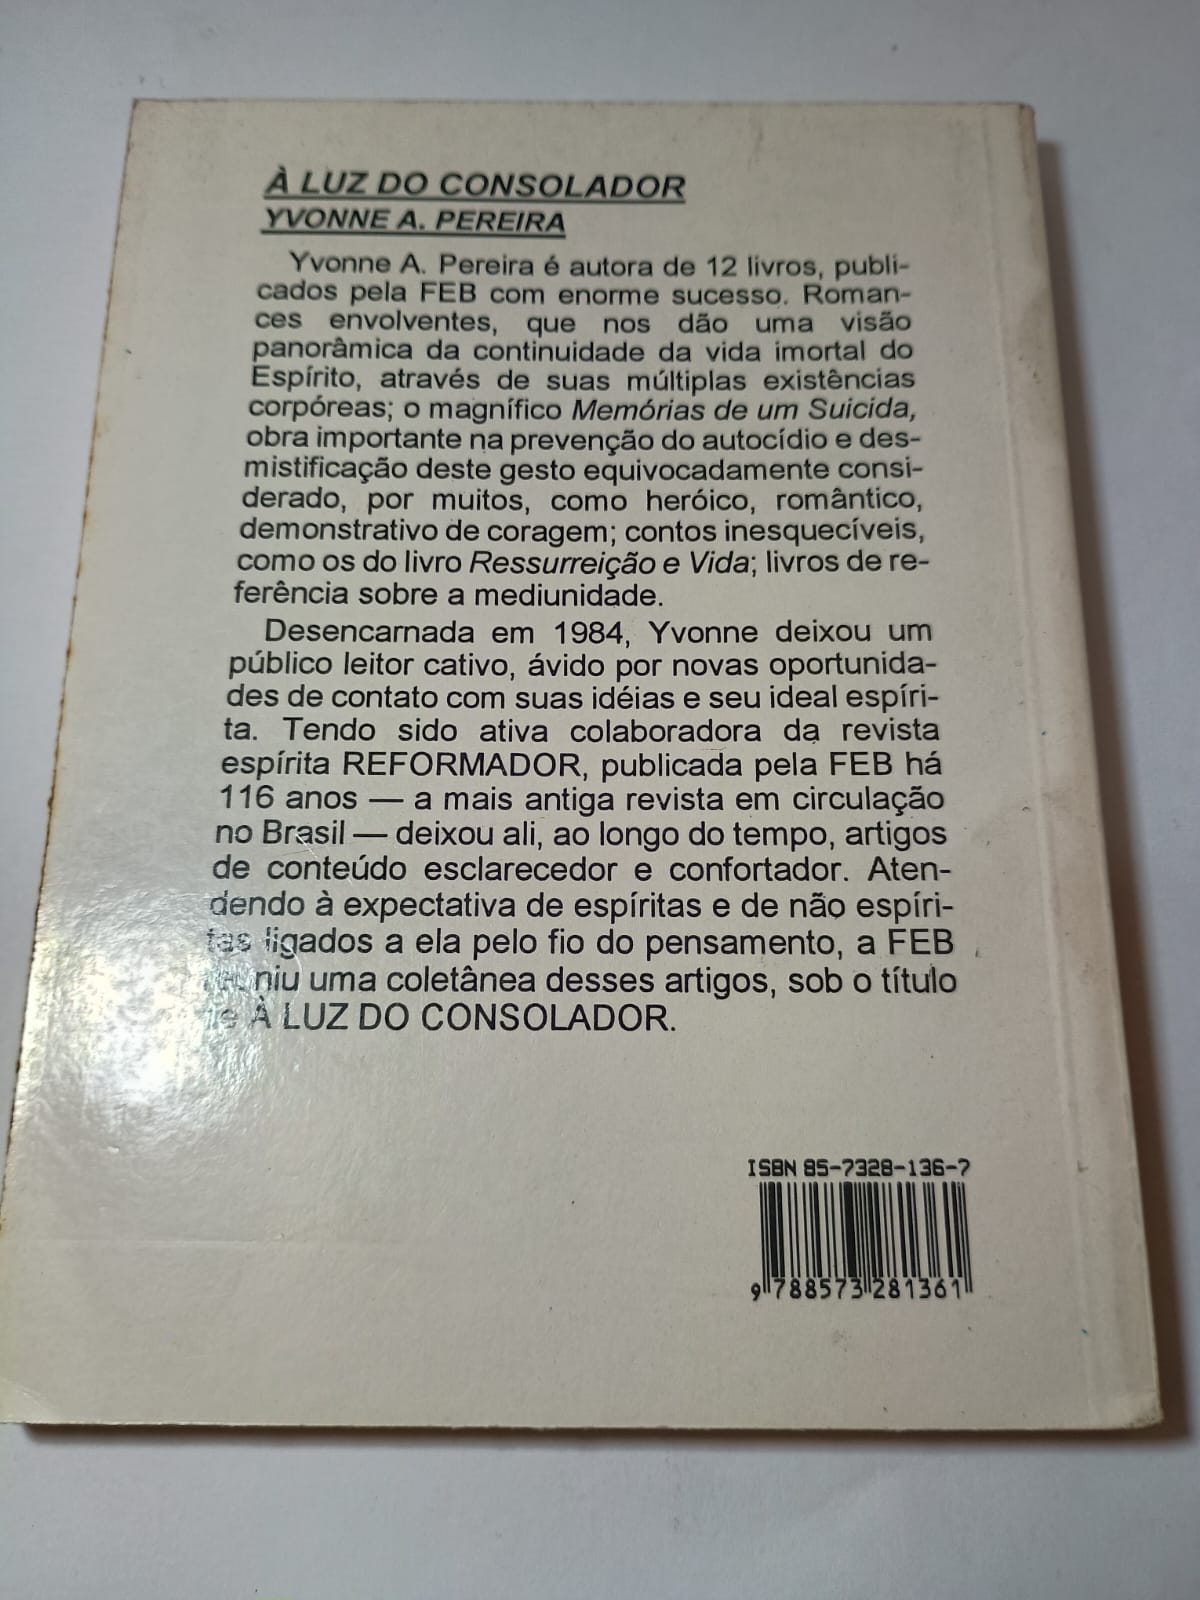 À LUZ DO CONSOLADOR
YVONNE A. PEREIRA
Yvonne A. Pereira é autora de 12 livros, publi-
cados pela FEB com enorme sucesso. Roman-
ces envolventes, que nos dão uma visão
panorâmica da continuidade da vida imortal do
Espírito, através de suas múltiplas existências
corpóreas; o magnífico Memórias de um Suicida,
obra importante na prevenção do autocídio e des-
mistificação deste gesto equivocadamente consi-
derado, por muitos, como heróico, romântico,
demonstrativo de coragem; contos inesquecíveis,
como os do livro Ressurreição e Vida; livros de re-
ferência sobre a mediunidade.
Desencarnada em 1984, Yvonne deixou um
público leitor cativo, ávido por novas oportunida-
des de contato com suas idéias e seu ideal espíri-
ta. Tendo sido ativa colaboradora da revista
espírita REFORMADOR, publicada pela FEB há
116 anos — a mais antiga revista em circulação
no Brasil — deixou ali, ao longo do tempo, artigos
de conteúdo esclarecedor e confortador. Aten-
dendo à expectativa de espíritas e de não espíri-
tas ligados a ela pelo fio do pensamento, a FEB
reuniu uma coletânea desses artigos, sob o título
de À LUZ DO CONSOLADOR.
ISBN 85-7328-136-7
9 788573 281361